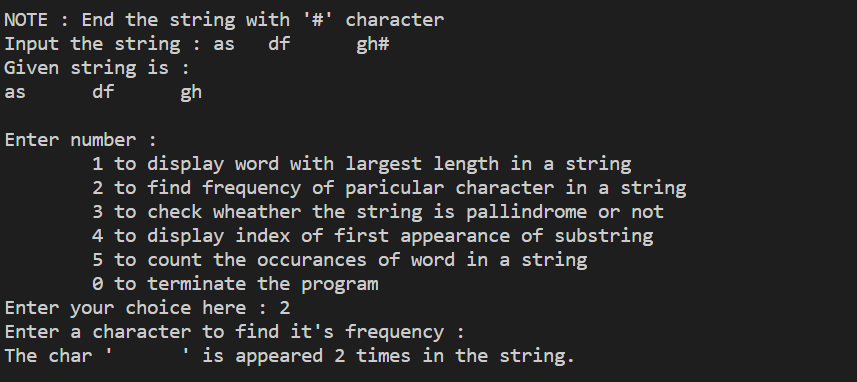 NOTE : End the string with '#' character
Input the string : as   df      gh#
Given string is :
as      df      gh
Enter number :
        1 to display word with largest length in a string
        2 to find frequency of paricular character in a string
        3 to check wheather the string is pallindrome or not
        4 to display index of first appearance of substring
        5 to count the occurances of word in a string
        0 to terminate the program
Enter your choice here : 2
Enter a character to find it's frequency :
The char '      ' is appeared 2 times in the string.